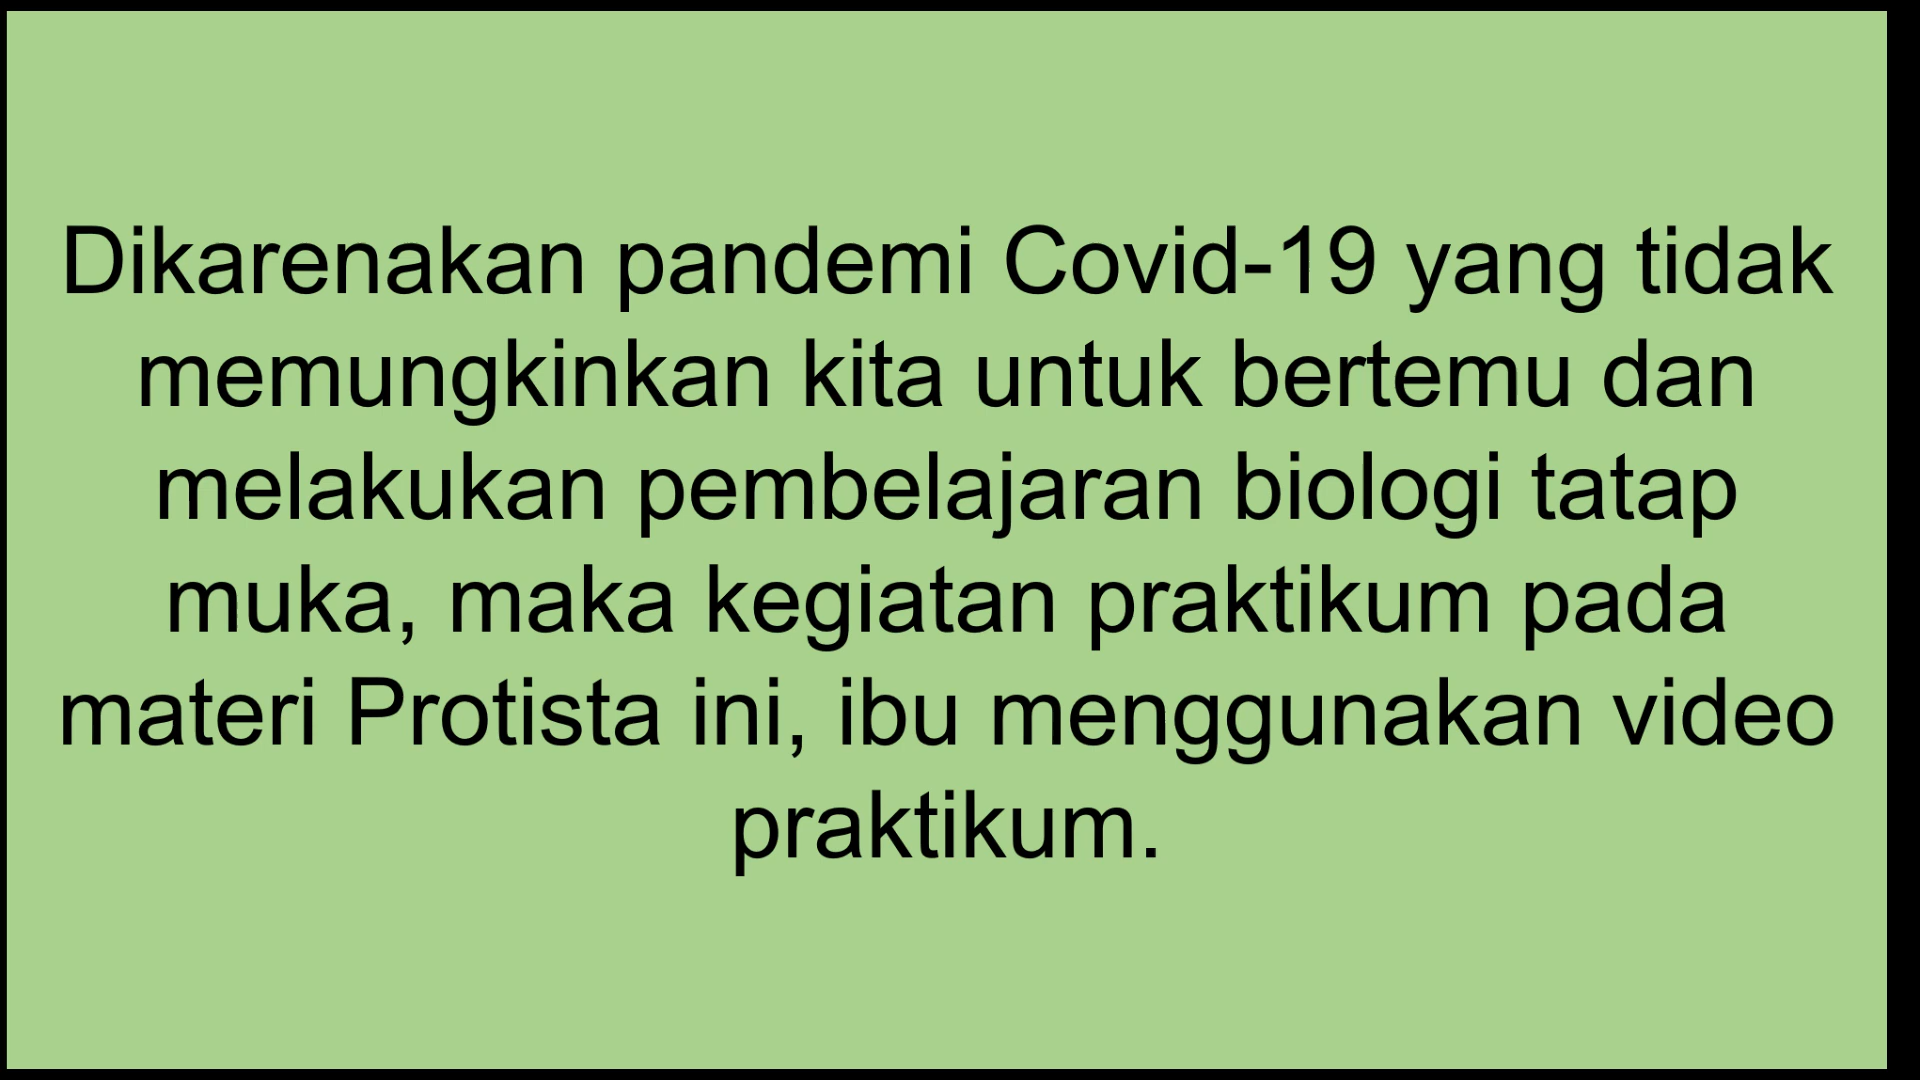 Dikarenakan pandemi Covid-19 yang tidak
memungkinkan kita untuk bertemu dan
melakukan pembelajaran biologi tatap
muka, maka kegiatan praktikum pada
materi Protista ini, ibu menggunakan video
praktikum.